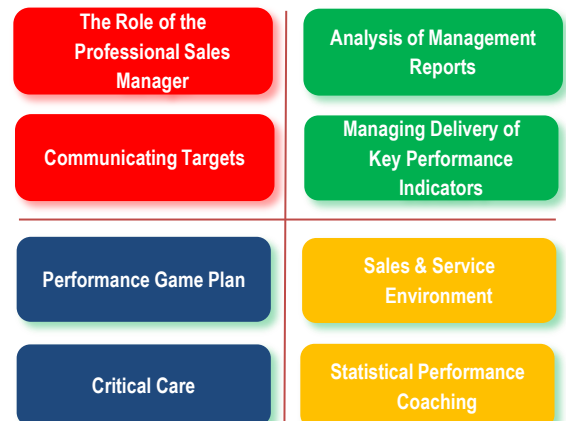 The Role of the
Professional Sales
Manager
Communicating Targets
Analysis of Management
Reports
Managing Delivery of
Key Performance
Indicators
Performance Game Plan
Critical Care
Sales & Service
Environment
Statistical Performance
Coaching